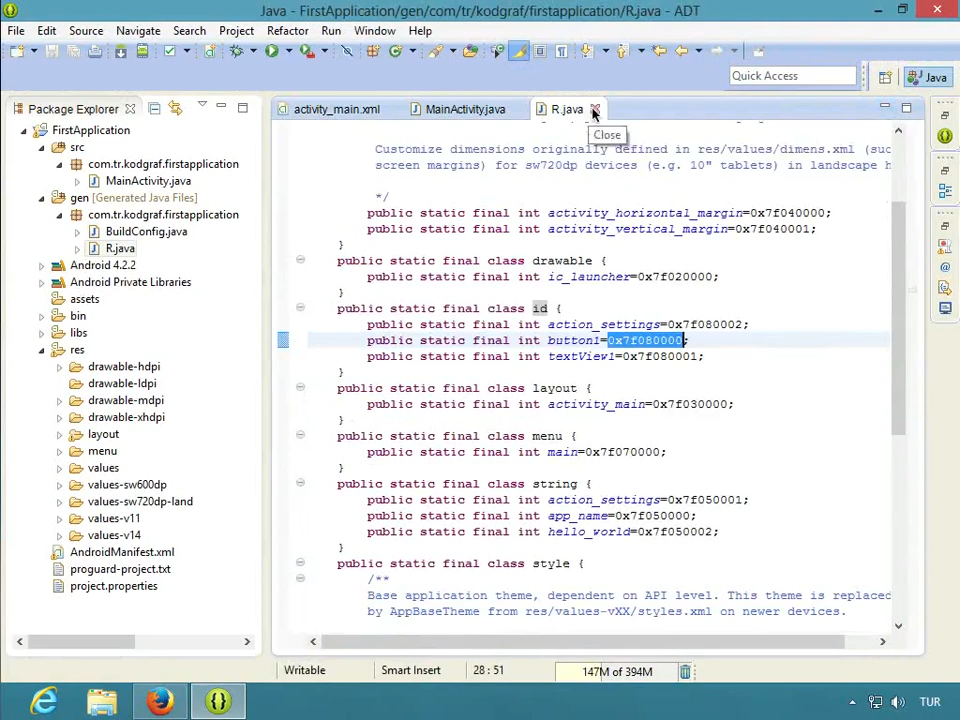 Java - FirstApplication/gen/com/tr/kodgraf/firstapplication/R.java - ADT
File Edit Source Navigate Search Project Refactor Run Window Help
Quick Access
Java
Package Explorer
FirstApplication
src
com.tr.kodgraf.firstapplication
MainActivity.java
gen [Generated Java Files]
com.tr.kodgraf.firstapplication
BuildConfig.java
R.java
Android 4.2.2
Android Private Libraries
assets
bin
libs
res
drawable-hdpi
drawable-ldpi
drawable-mdpi
drawable-xhdpi
layout
menu
values
values-sw600dp
values-sw720dp-land
values-v11
values-v14
AndroidManifest.xml
proguard-project.txt
project.properties
activity_main.xml MainActivity.java R.java
Close
Customize dimensions originally defined in res/values/dimens.xml (suc
screen margins) for sw720dp devices (e.g. 10" tablets) in landscape h
*/
public static final int activity_horizontal_margin=0x7f040000;
public static final int activity_vertical_margin=0x7f040001;
}
public static final class drawable {
public static final int ic_launcher=0x7f020000;
}
public static final class id {
public static final int action_settings=0x7f080002;
public static final int button1=0x7f080000;
public static final int textView1=0x7f080001;
}
public static final class layout {
public static final int activity_main=0x7f030000;
}
public static final class menu {
public static final int main=0x7f070000;
}
public static final class string {
public static final int action_settings=0x7f050001;
public static final int app_name=0x7f050000;
public static final int hello_world=0x7f050002;
}
public static final class style {
/**
Base application theme, dependent on API level. This theme is replaced
by AppBaseTheme from res/values-vXX/styles.xml on newer devices.
Writable Smart Insert 28 : 51 147M of 394M
TUR